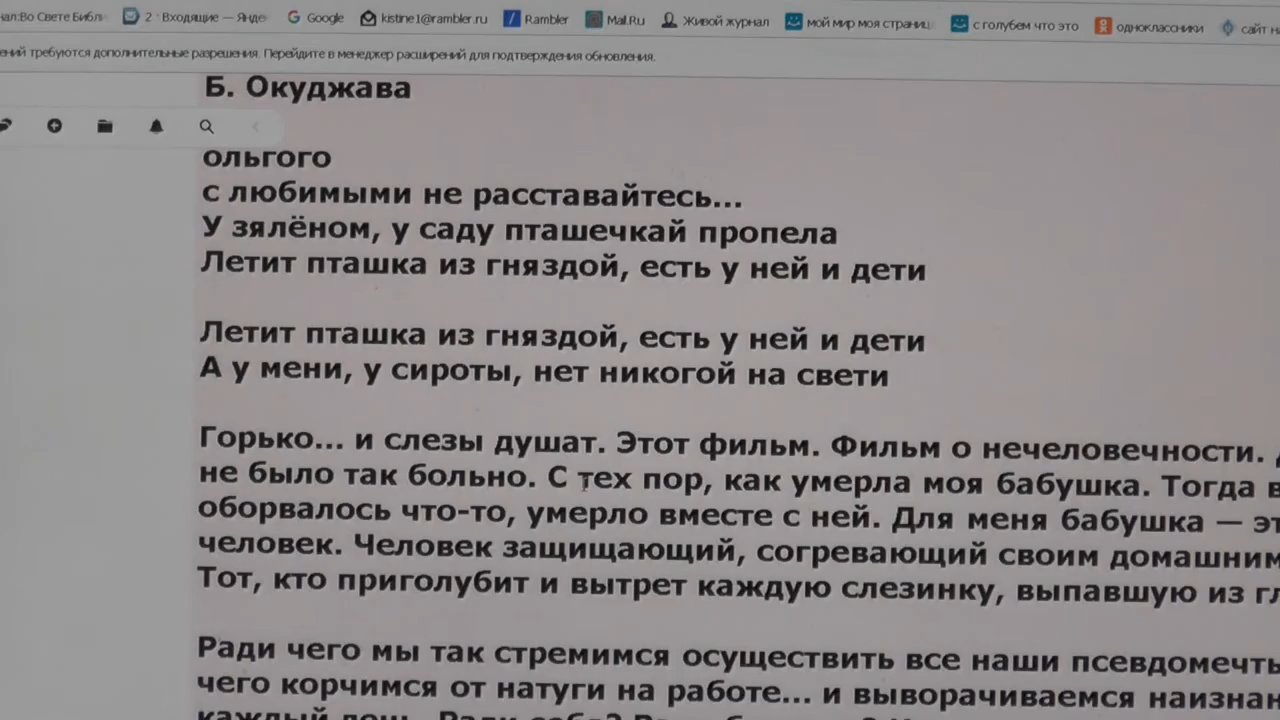 2 · Входящие — Янде
Google
kistine1@rambler.ru
Rambler
Mail.Ru
Живой журнал
мой мир моя страниц
с голубем что это
одноклассники
сайт
ений требуются дополнительные разрешения. Перейдите в менеджер расширений для подтверждения обновления.
Б. Окуджава
ольгого
с любимыми не расставайтесь...
У зялёном, у саду пташечкай пропела
Летит пташка из гняздой, есть у ней и дети
Летит пташка из гняздой, есть у ней и дети
А у мени, у сироты, нет никогой на свети
Горько... и слезы душат. Этот фильм. Фильм о нечеловечности.
не было так больно. С тех пор, как умерла моя бабушка. Тогда в
оборвалось что-то, умерло вместе с ней. Для меня бабушка — эт
человек. Человек защищающий, согревающий своим домашним
Тот, кто приголубит и вытрет каждую слезинку, выпавшую из гл
Ради чего мы так стремимся осуществить все наши псевдомечты
чего корчимся от натуги на работе... и выворачиваемся наизнан